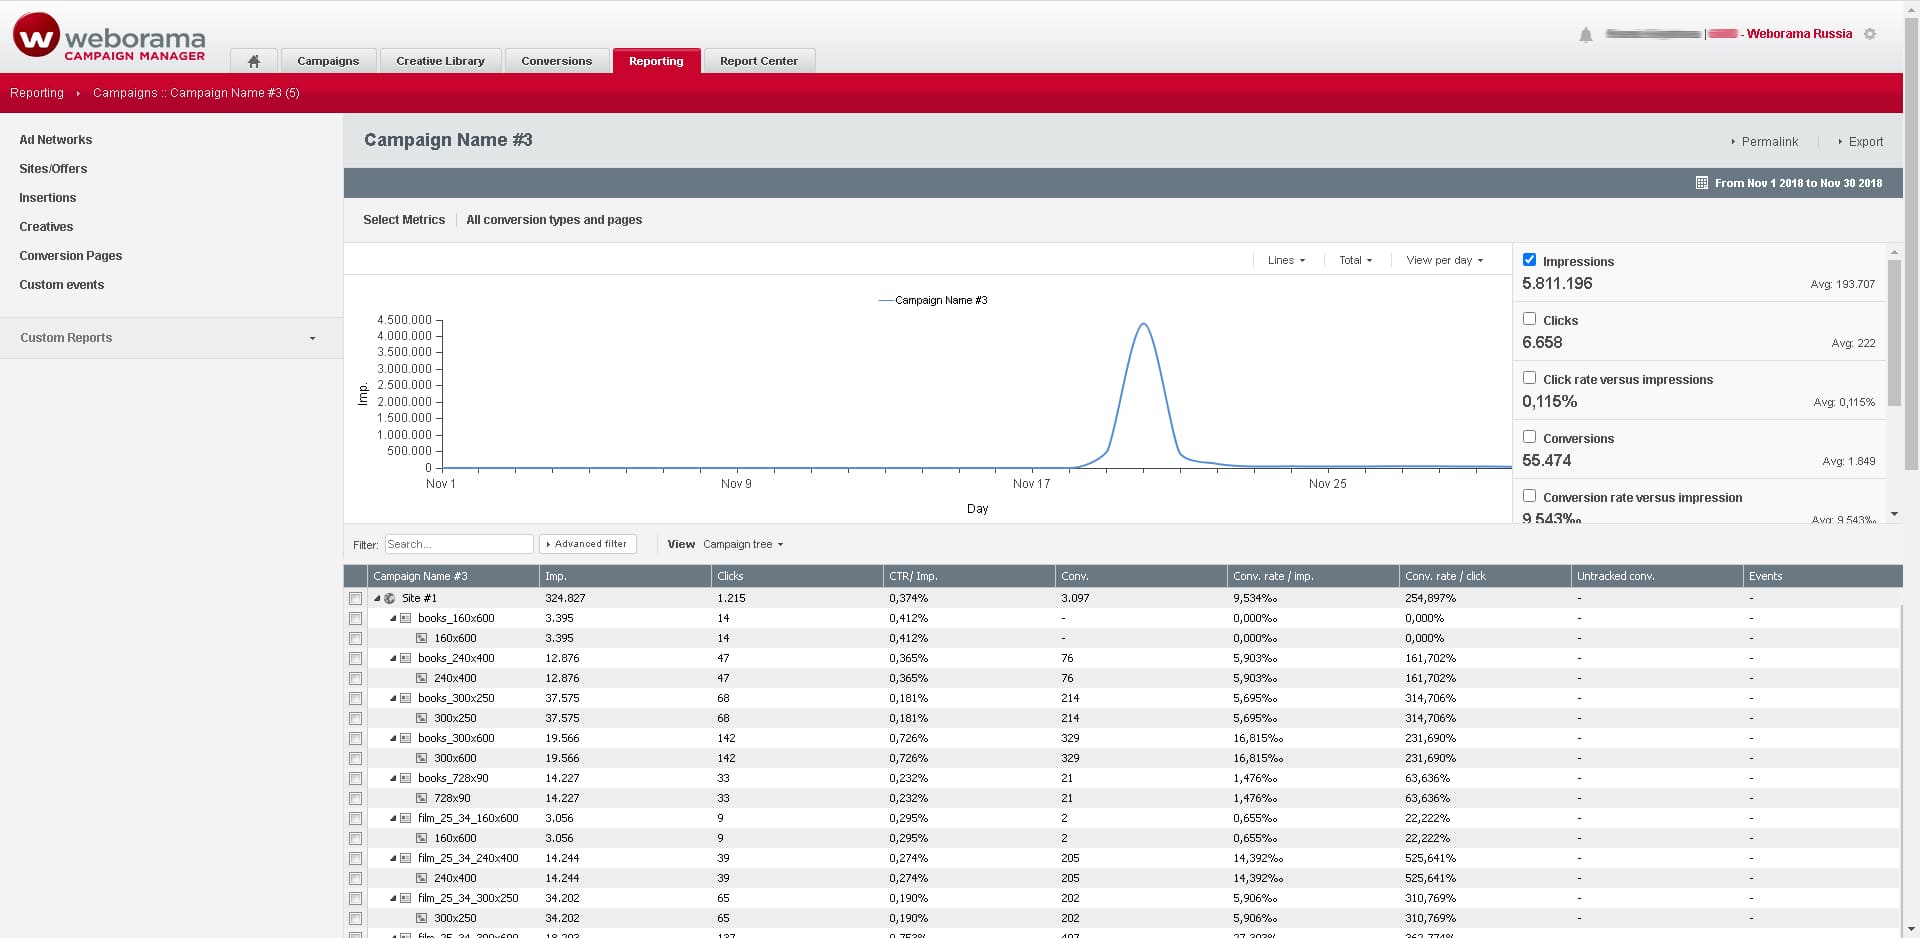 weborama
CAMPAIGN MANAGER
Campaigns
Creative Library
Conversions
Reporting
Report Center
- Weborama Russia
Reporting
Campaigns :: Campaign Name #3 (5)
Ad Networks
Sites/Offers
Insertions
Creatives
Conversion Pages
Custom events
Custom Reports
Campaign Name #3
Permalink
Export
From Nov 1 2018 to Nov 30 2018
Select Metrics
All conversion types and pages
Lines
Total
View per day
Campaign Name #3
4.500.000
4.000.000
3.500.000
3.000.000
2.500.000
2.000.000
1.500.000
1.000.000
500.000
0
Imp.
Nov 1
Nov 9
Nov 17
Nov 25
Day
Impressions
5.811.196 Avg: 193.707
Clicks
6.658 Avg: 222
Click rate versus impressions
0,115% Avg: 0,115%
Conversions
55.474 Avg: 1.849
Conversion rate versus impression
9,543‰ Avg: 9,543‰
Filter: Search... Advanced filter View Campaign tree
Campaign Name #3 Imp. Clicks CTR/ Imp. Conv. Conv. rate / imp. Conv. rate / click Untracked conv. Events
Site #1 324.827 1.215 0,374% 3.097 9,534‰ 254,897% - -
books_160x600 3.395 14 0,412% - 0,000‰ 0,000% - -
160x600 3.395 14 0,412% - 0,000‰ 0,000% - -
books_240x400 12.876 47 0,365% 76 5,903‰ 161,702% - -
240x400 12.876 47 0,365% 76 5,903‰ 161,702% - -
books_300x250 37.575 68 0,181% 214 5,695‰ 314,706% - -
300x250 37.575 68 0,181% 214 5,695‰ 314,706% - -
books_300x600 19.566 142 0,726% 329 16,815‰ 231,690% - -
300x600 19.566 142 0,726% 329 16,815‰ 231,690% - -
books_728x90 14.227 33 0,232% 21 1,476‰ 63,636% - -
728x90 14.227 33 0,232% 21 1,476‰ 63,636% - -
film_25_34_160x600 3.056 9 0,295% 2 0,655‰ 22,222% - -
160x600 3.056 9 0,295% 2 0,655‰ 22,222% - -
film_25_34_240x400 14.244 39 0,274% 205 14,392‰ 525,641% - -
240x400 14.244 39 0,274% 205 14,392‰ 525,641% - -
film_25_34_300x250 34.202 65 0,190% 202 5,906‰ 310,769% - -
300x250 34.202 65 0,190% 202 5,906‰ 310,769% - -
film_25_34_300x600